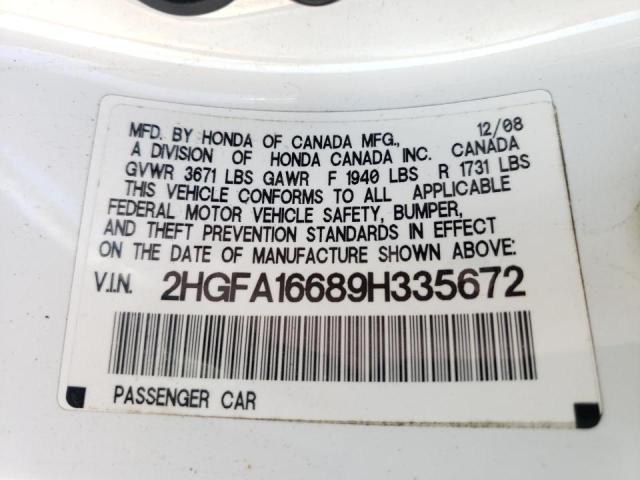 MFD. BY HONDA OF CANADA MFG., 12/08
A DIVISION OF HONDA CANADA INC. CANADA
GVWR 3671 LBS GAWR F 1940 LBS R 1731 LBS
THIS VEHICLE CONFORMS TO ALL APPLICABLE
FEDERAL MOTOR VEHICLE SAFETY, BUMPER,
AND THEFT PREVENTION STANDARDS IN EFFECT
ON THE DATE OF MANUFACTURE SHOWN ABOVE:
V.I.N. 2HGFA16689H335672
PASSENGER CAR